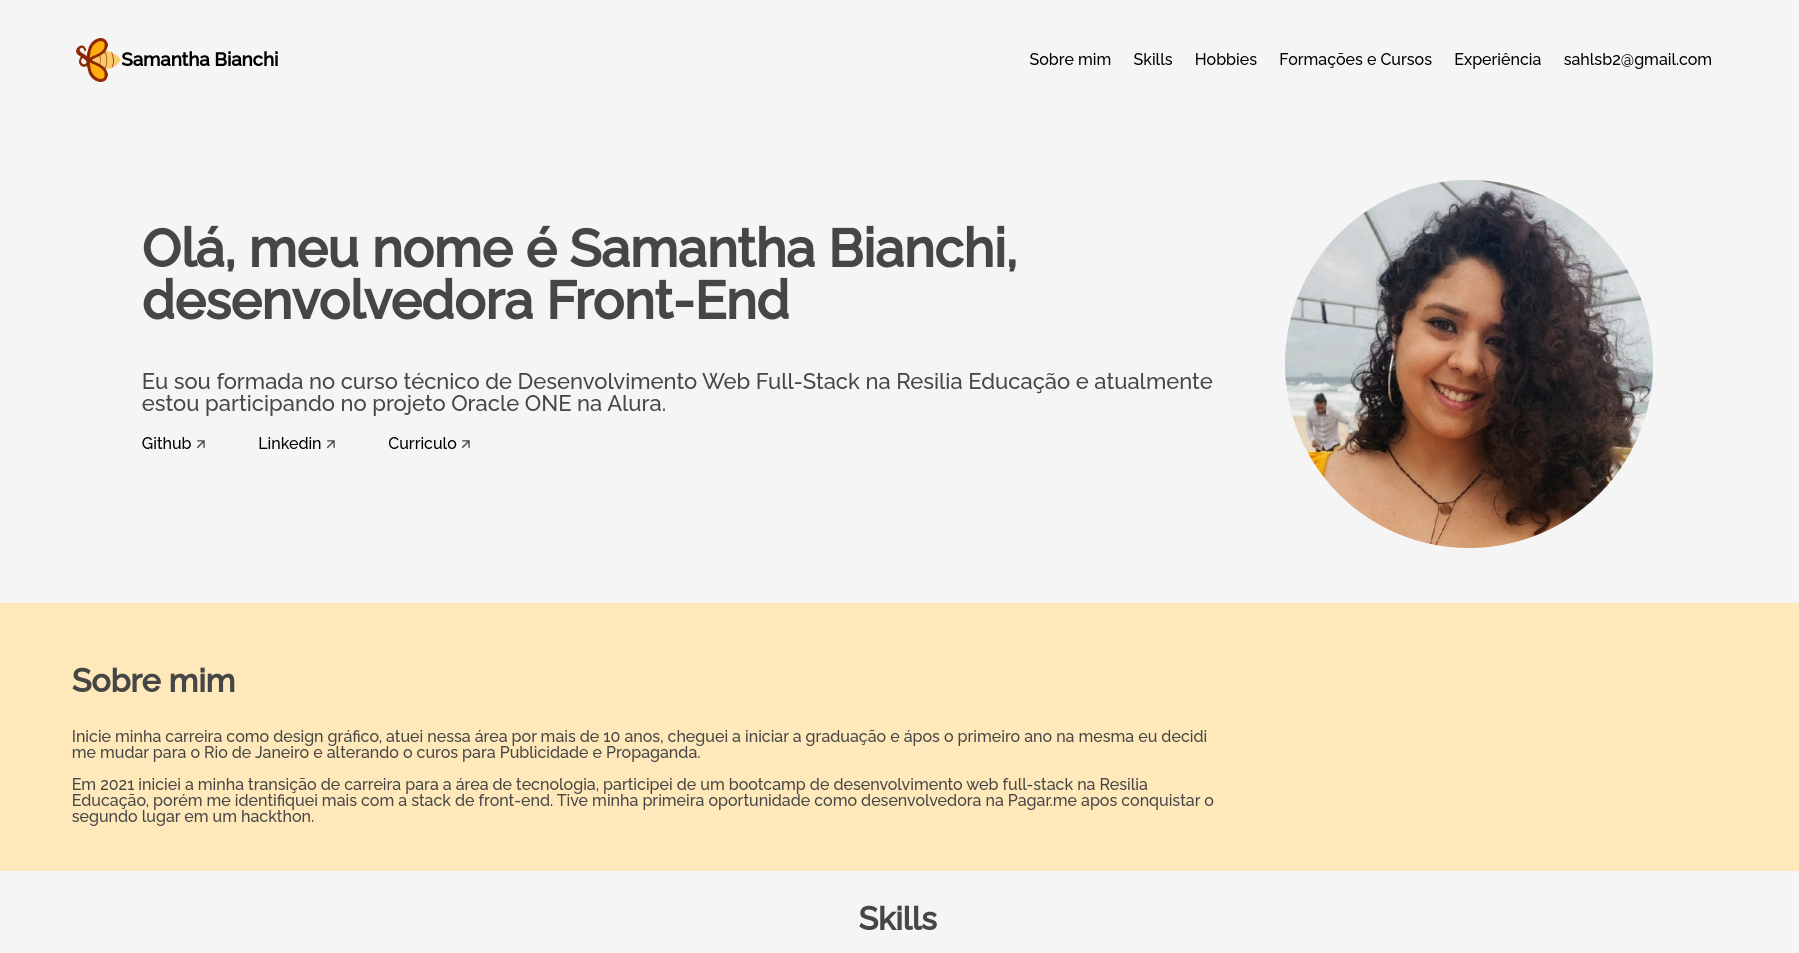 Samantha Bianchi
Sobre mim Skills Hobbies Formações e Cursos Experiência sahlsb2@gmail.com
Olá, meu nome é Samantha Bianchi,
desenvolvedora Front-End
Eu sou formada no curso técnico de Desenvolvimento Web Full-Stack na Resilia Educação e atualmente
estou participando no projeto Oracle ONE na Alura.
Github Linkedin Curriculo
Sobre mim
Inicie minha carreira como design gráfico, atuei nessa área por mais de 10 anos, cheguei a iniciar a graduação e ápos o primeiro ano na mesma eu decidi
me mudar para o Rio de Janeiro e alterando o curos para Publicidade e Propaganda.
Em 2021 iniciei a minha transição de carreira para a área de tecnologia, participei de um bootcamp de desenvolvimento web full-stack na Resilia
Educação, porém me identifiquei mais com a stack de front-end. Tive minha primeira oportunidade como desenvolvedora na Pagar.me apos conquistar o
segundo lugar em um hackthon.
Skills